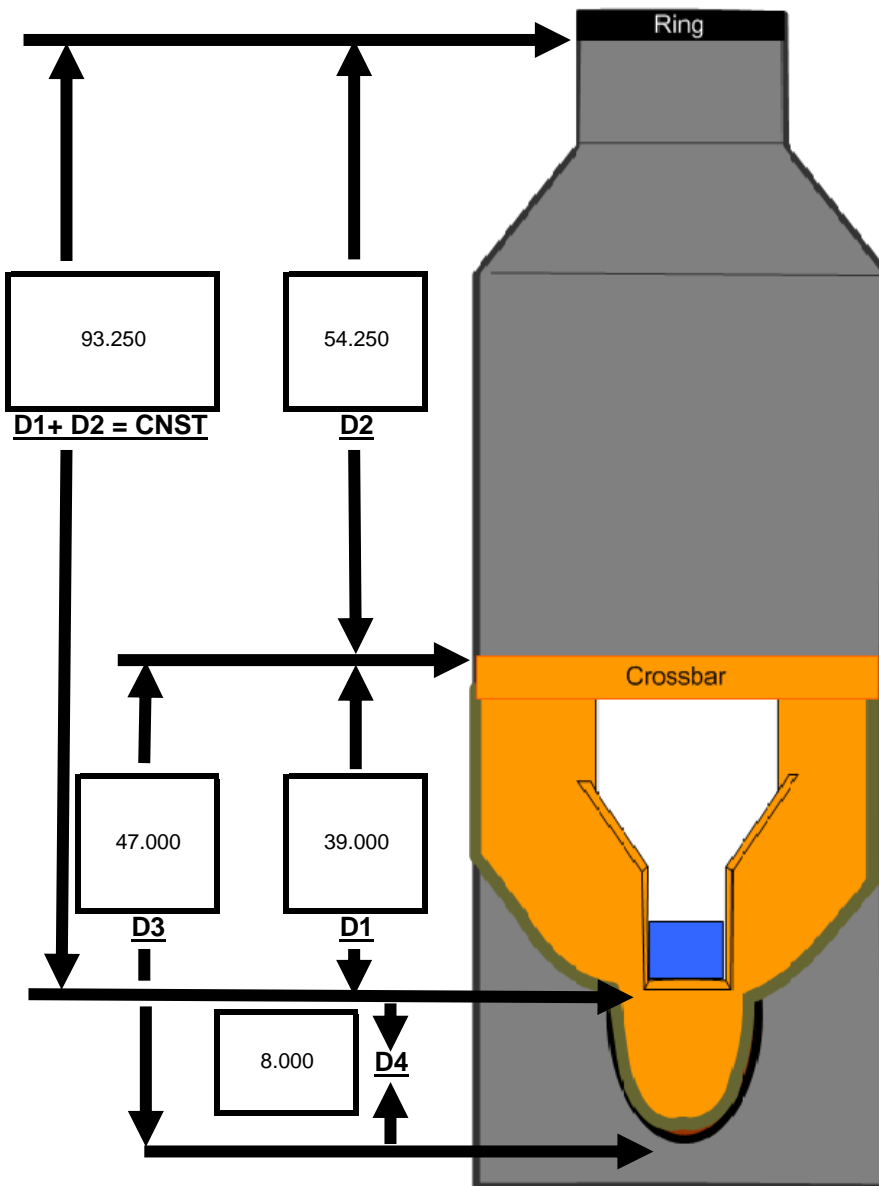 Ring
93.250
54.250
D1+ D2 = CNST
D2
Crossbar
47.000
39.000
D3
D1
8.000
D4